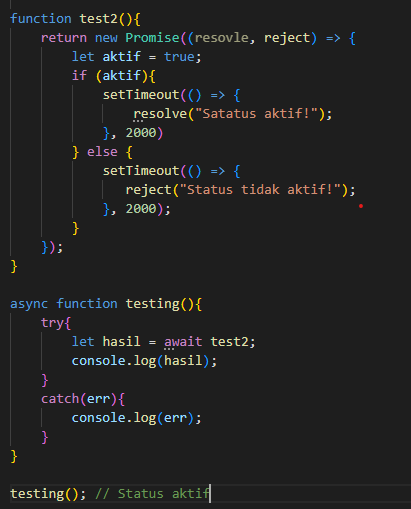 function test2(){
    return new Promise((resovle, reject) => {
        let aktif = true;
        if (aktif){
            setTimeout(() => {
                resolve("Satatus aktif!");
            }, 2000)
        } else {
            setTimeout(() => {
               reject("Status tidak aktif!");
            }, 2000);
        }
    });
}

async function testing(){
    try{
        let hasil = await test2;
        console.log(hasil);
    }
    catch(err){
        console.log(err);
    }
}

testing(); // Status aktif